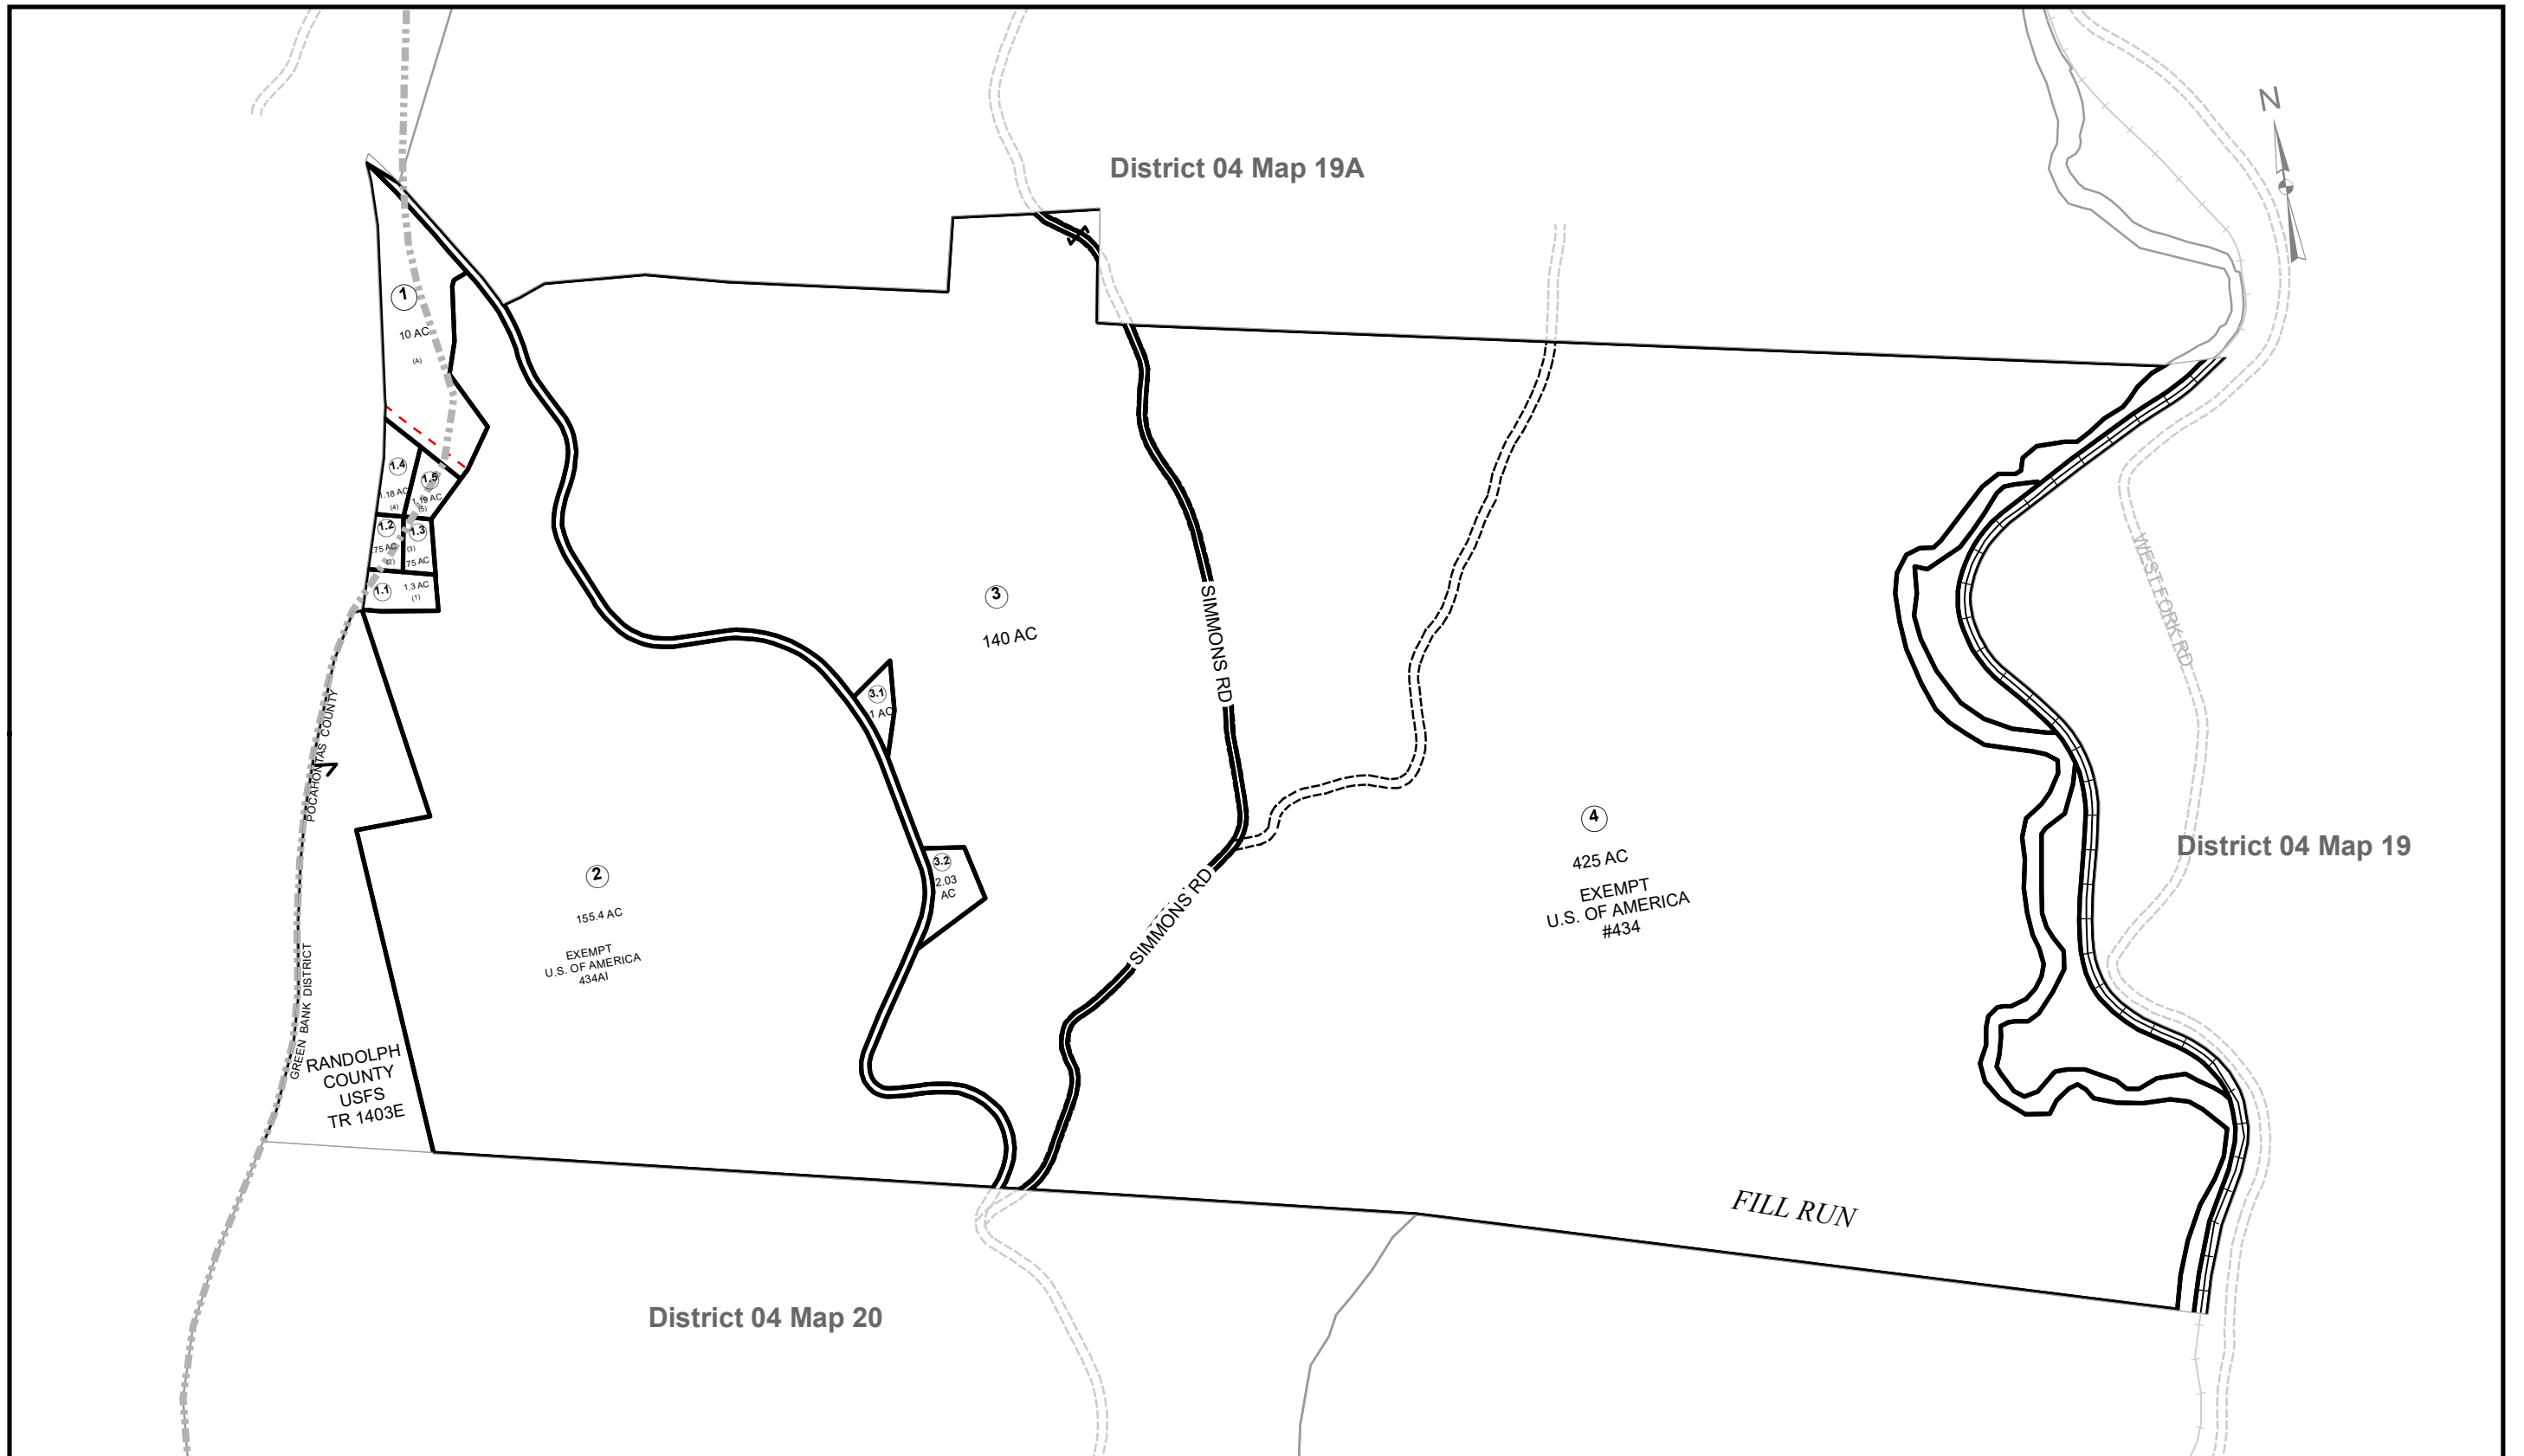 N
District 04 Map 19A
1
10 AC
(A)
1.4
1.18 AC
(4)
1.5
1.19 AC
(5)
1.2
.75 AC
(2)
1.3
(3)
.75 AC
1.1
1.3 AC
(1)
3
140 AC
SIMMONS RD
WEST FORK RD
3.1
1 AC
POCAHONTAS COUNTY
4
425 AC
EXEMPT
U.S. OF AMERICA
#434
District 04 Map 19
2
155.4 AC
EXEMPT
U.S. OF AMERICA
434AI
3.2
2.03
AC
SIMMONS RD
GREEN BANK DISTRICT
RANDOLPH
COUNTY
USFS
TR 1403E
FILL RUN
District 04 Map 20